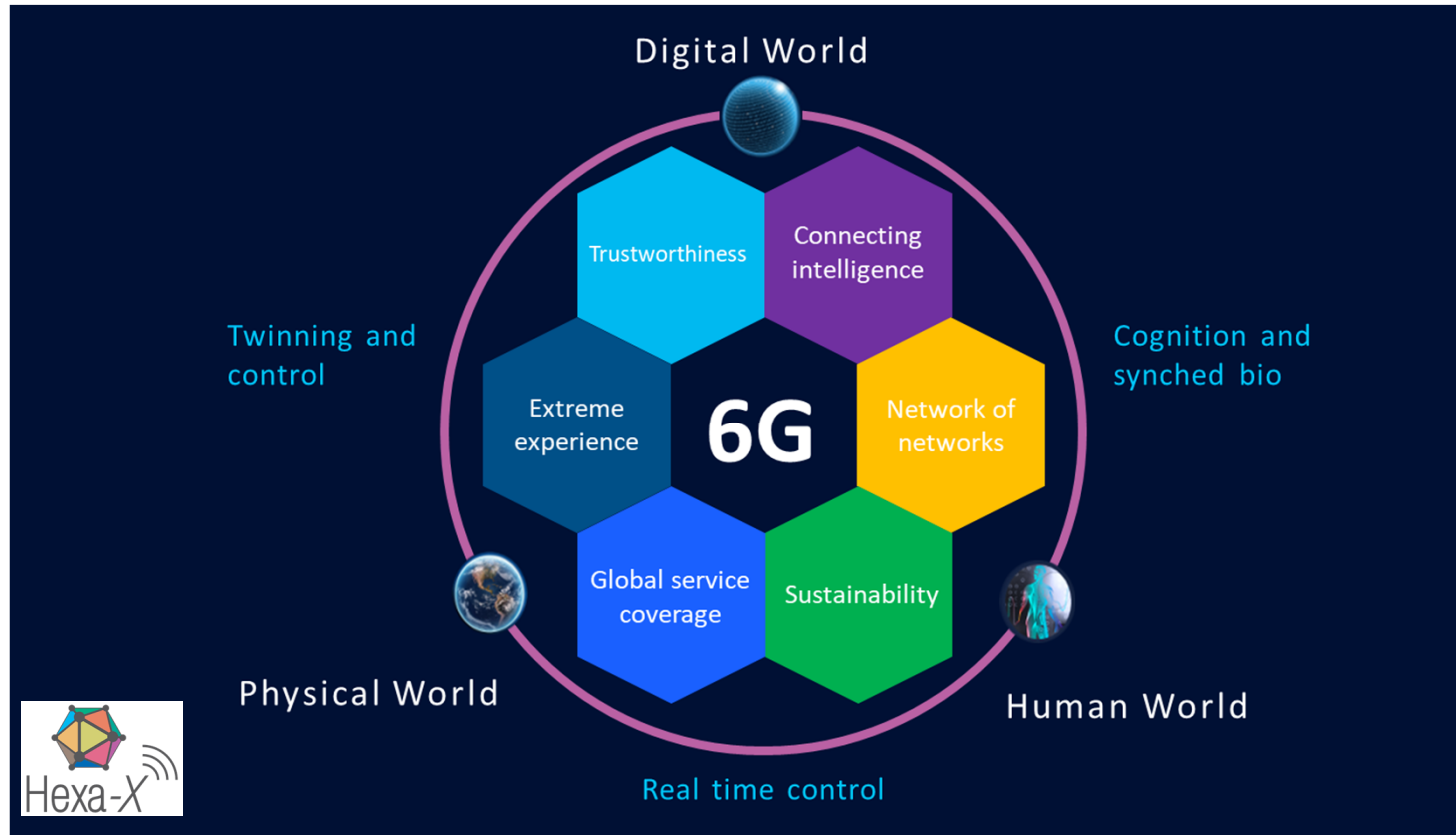 Digital World
Trustworthiness
Connecting
intelligence
Twinning and
control
Cognition and
synched bio
Extreme
experience
6G
Network of
networks
Global service
coverage
Sustainability
Physical World
Human World
Hexa-X
Real time control